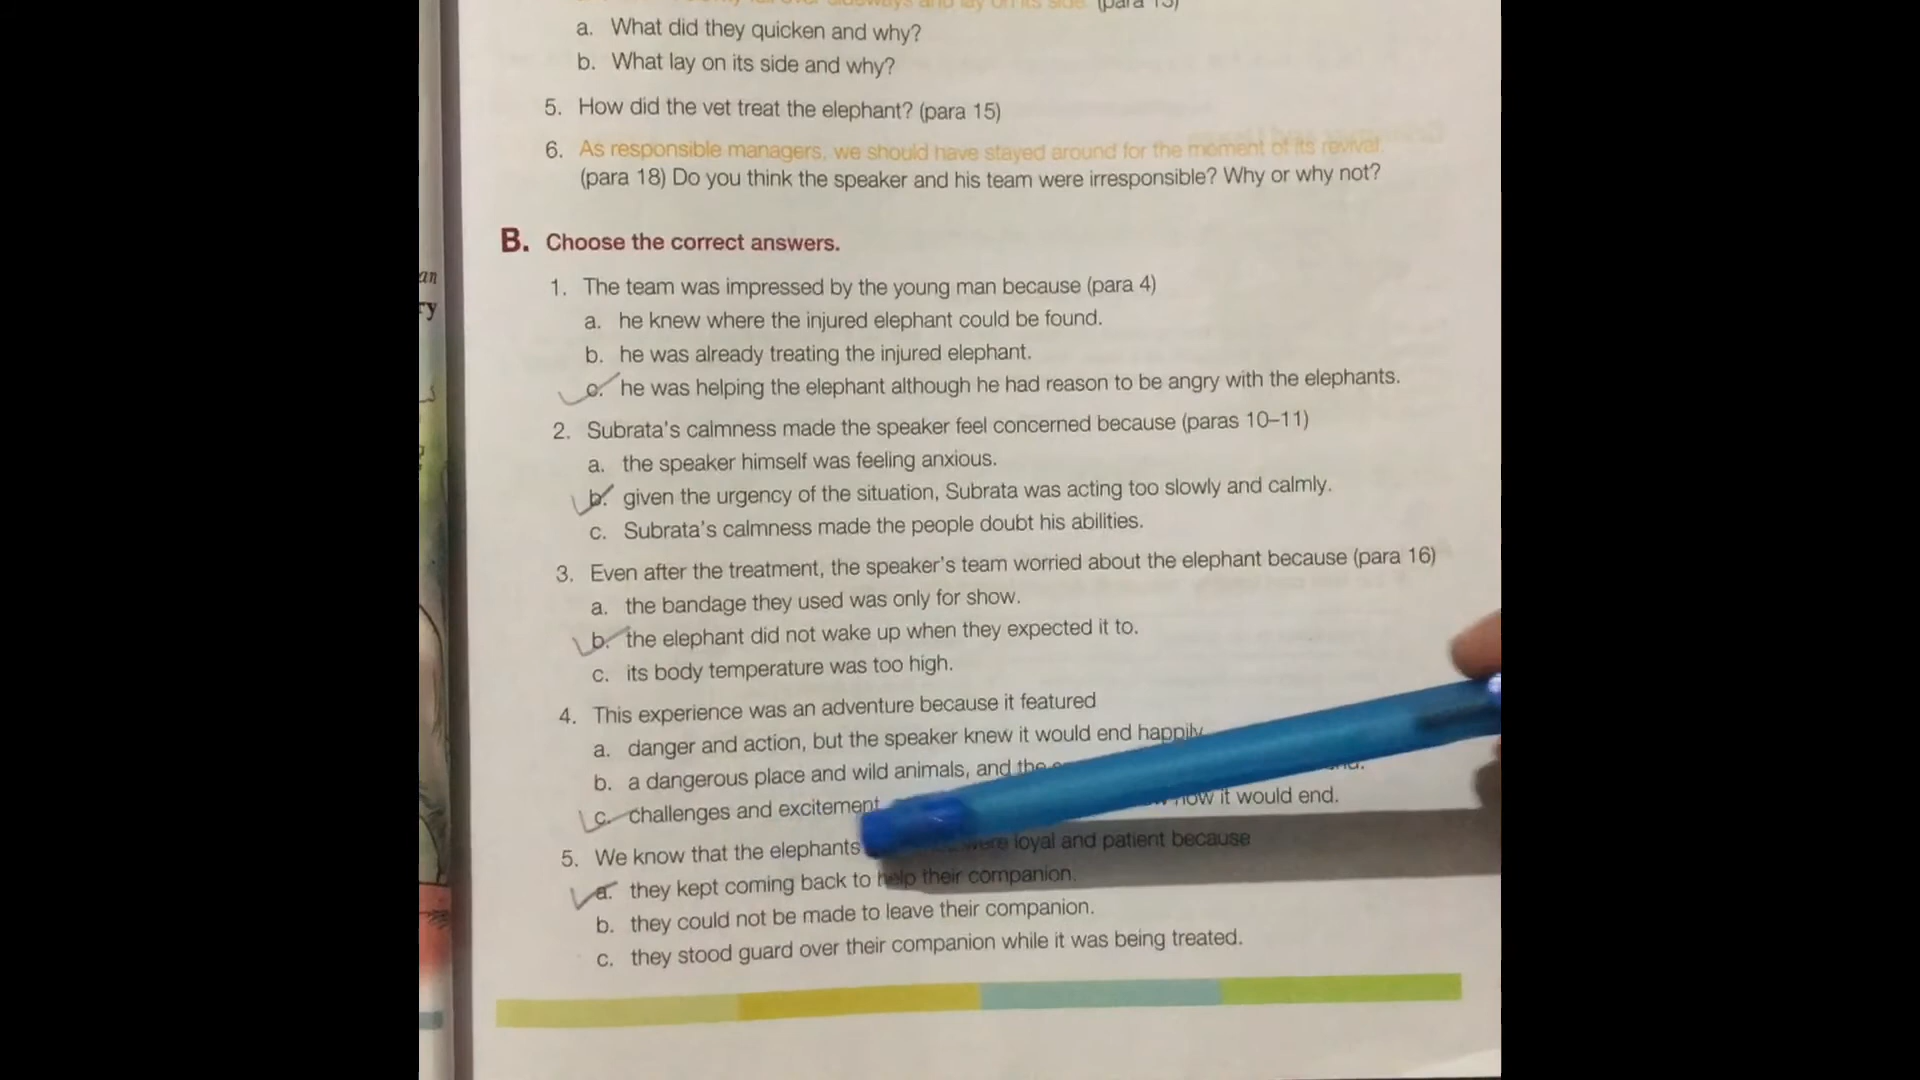 (para 15)
a. What did they quicken and why?
b. What lay on its side and why?
5. How did the vet treat the elephant? (para 15)
6. As responsible managers, we should have stayed around for the moment of its revival.
(para 18) Do you think the speaker and his team were irresponsible? Why or why not?
B. Choose the correct answers.
1. The team was impressed by the young man because (para 4)
a. he knew where the injured elephant could be found.
b. he was already treating the injured elephant.
c. he was helping the elephant although he had reason to be angry with the elephants.
2. Subrata's calmness made the speaker feel concerned because (paras 10–11)
a. the speaker himself was feeling anxious.
b. given the urgency of the situation, Subrata was acting too slowly and calmly.
c. Subrata's calmness made the people doubt his abilities.
3. Even after the treatment, the speaker's team worried about the elephant because (para 16)
a. the bandage they used was only for show.
b. the elephant did not wake up when they expected it to.
c. its body temperature was too high.
4. This experience was an adventure because it featured
a. danger and action, but the speaker knew it would end happily
b. a dangerous place and wild animals, and the
c. challenges and excitement how it would end.
5. We know that the elephants were loyal and patient because
a. they kept coming back to help their companion.
b. they could not be made to leave their companion.
c. they stood guard over their companion while it was being treated.
an
ry